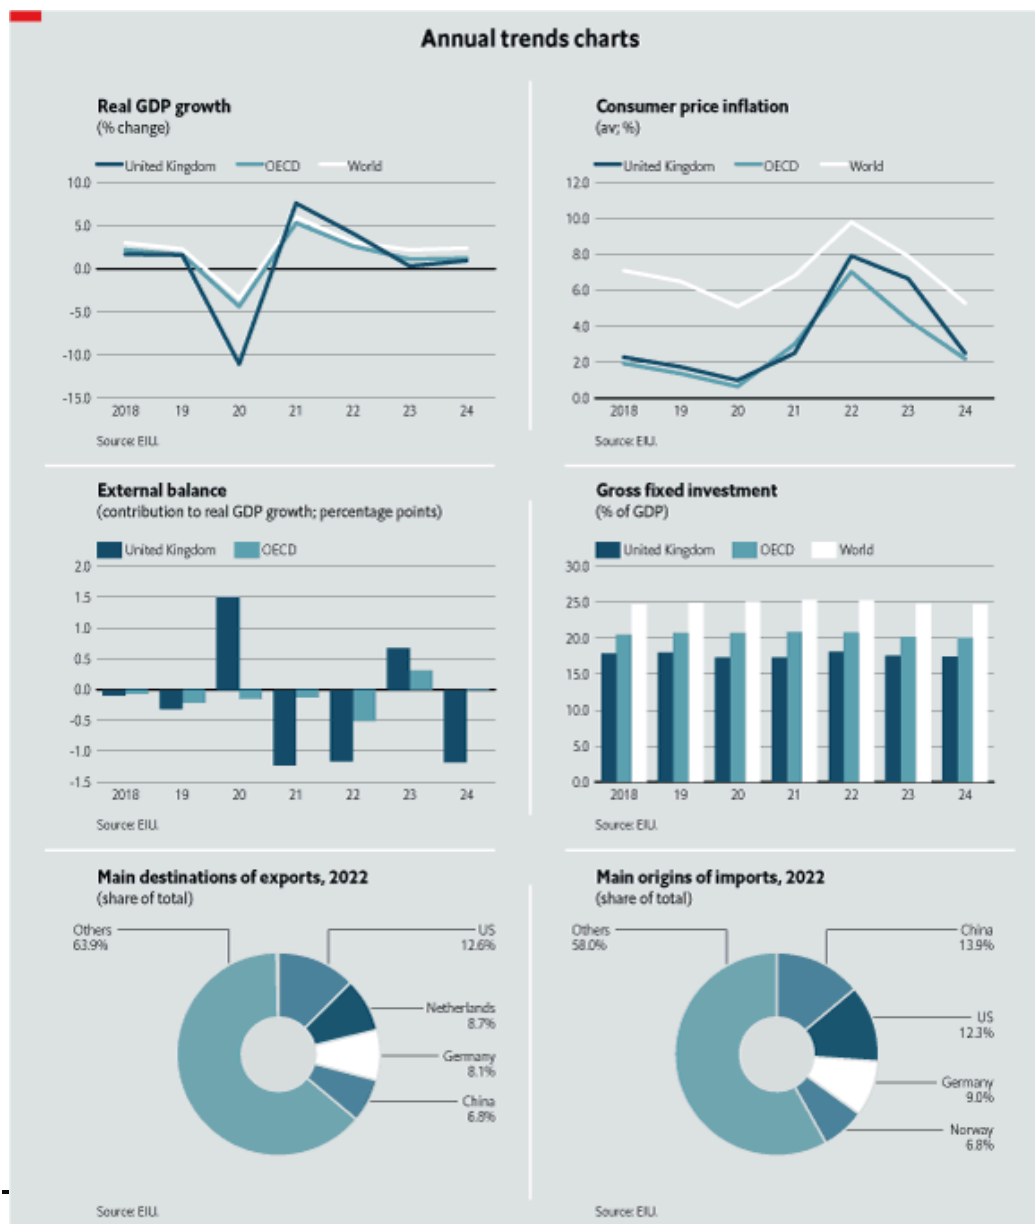 Annual trends charts
Real GDP growth
(% change)
United Kingdom OECD World
10.0
5.0
0.0
-5.0
-10.0
-15.0
2018 19 20 21 22 23 24
Source: EIU.
Consumer price inflation
(av; %)
United Kingdom OECD World
12.0
10.0
8.0
6.0
4.0
2.0
0.0
2018 19 20 21 22 23 24
Source: EIU.
External balance
(contribution to real GDP growth; percentage points)
United Kingdom OECD
2.0
1.5
1.0
0.5
0.0
-0.5
-1.0
-1.5
2018 19 20 21 22 23 24
Source: EIU.
Gross fixed investment
(% of GDP)
United Kingdom OECD World
30.0
25.0
20.0
15.0
10.0
5.0
0.0
2018 19 20 21 22 23 24
Source: EIU.
Main destinations of exports, 2022
(share of total)
Others
63.9%
US
12.6%
Netherlands
8.7%
Germany
8.1%
China
6.8%
Source: EIU.
Main origins of imports, 2022
(share of total)
Others
58.0%
China
13.9%
US
12.3%
Germany
9.0%
Norway
6.8%
Source: EIU.